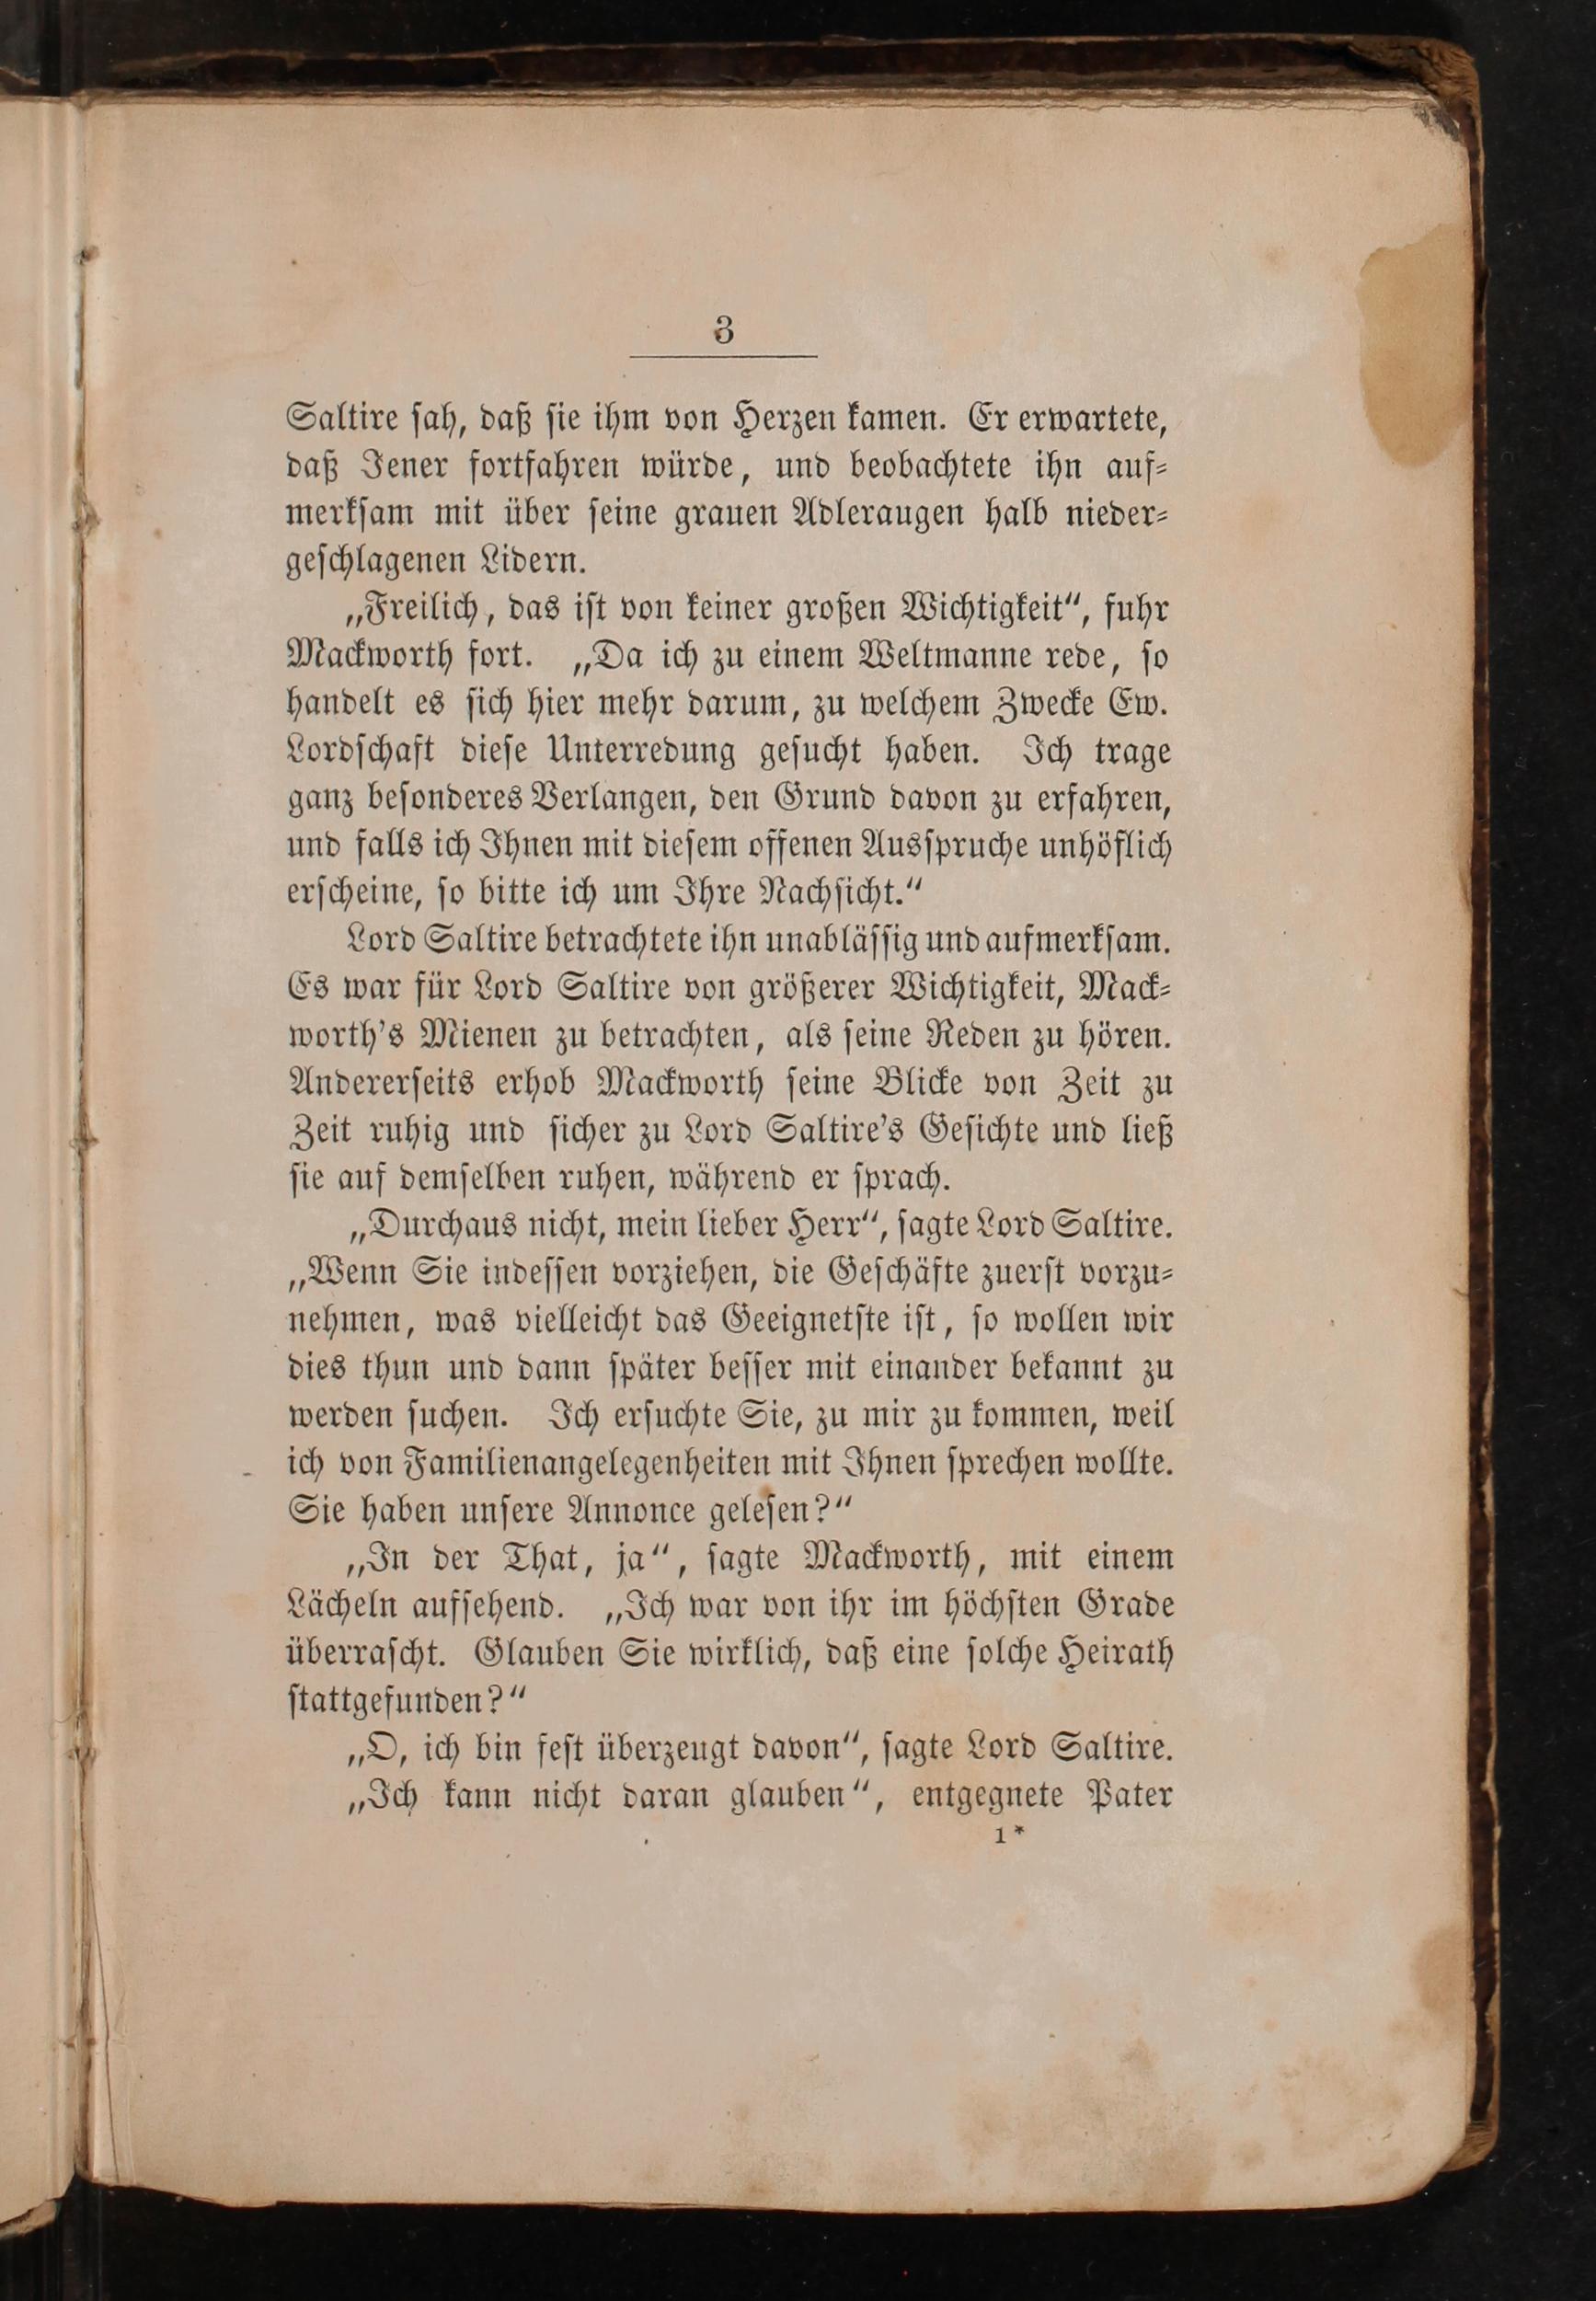 3
Saltire sah, daß sie ihm von Herzen kamen. Er erwartete,
daß Jener fortfahren würde, und beobachtete ihn auf-
merksam mit über seine grauen Adleraugen halb nieder-
geschlagenen Lidern.
„Freilich, das ist von keiner großen Wichtigkeit“, fuhr
Mackworth fort. „Da ich zu einem Weltmanne rede, so
handelt es sich hier mehr darum, zu welchem Zwecke Ew.
Lordschaft diese Unterredung gesucht haben. Ich trage
ganz besonderes Verlangen, den Grund davon zu erfahren,
und falls ich Ihnen mit diesem offenen Ausspruche unhöflich
erscheine, so bitte ich um Ihre Nachsicht.“
Lord Saltire betrachtete ihn unablässig und aufmerksam.
Es war für Lord Saltire von größerer Wichtigkeit, Mack-
worth's Mienen zu betrachten, als seine Reden zu hören.
Andererseits erhob Mackworth seine Blicke von Zeit zu
Zeit ruhig und sicher zu Lord Saltire's Gesichte und ließ
sie auf demselben ruhen, während er sprach.
„Durchaus nicht, mein lieber Herr“, sagte Lord Saltire.
„Wenn Sie indessen vorziehen, die Geschäfte zuerst vorzu-
nehmen, was vielleicht das Geeignetste ist, so wollen wir
dies thun und dann später besser mit einander bekannt zu
werden suchen. Ich ersuchte Sie, zu mir zu kommen, weil
ich von Familienangelegenheiten mit Ihnen sprechen wollte.
Sie haben unsere Annonce gelesen?“
„In der That, ja“, sagte Mackworth, mit einem
Lächeln aufsehend. „Ich war von ihr im höchsten Grade
überrascht. Glauben Sie wirklich, daß eine solche Heirath
stattgefunden?“
„O, ich bin fest überzeugt davon“, sagte Lord Saltire.
„Ich kann nicht daran glauben“, entgegnete Pater
1*